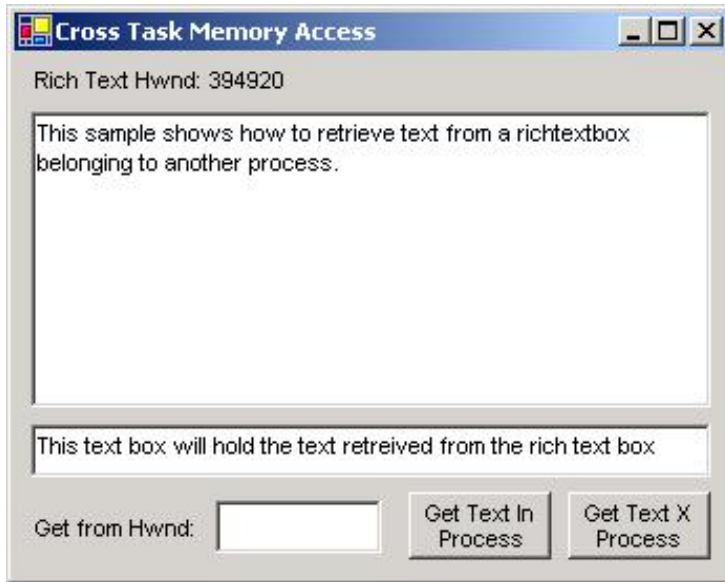 Cross Task Memory Access
Rich Text Hwnd: 394920
This sample shows how to retrieve text from a richtextbox
belonging to another process.
This text box will hold the text retreived from the rich text box
Get from Hwnd:
Get Text In
Process
Get Text X
Process